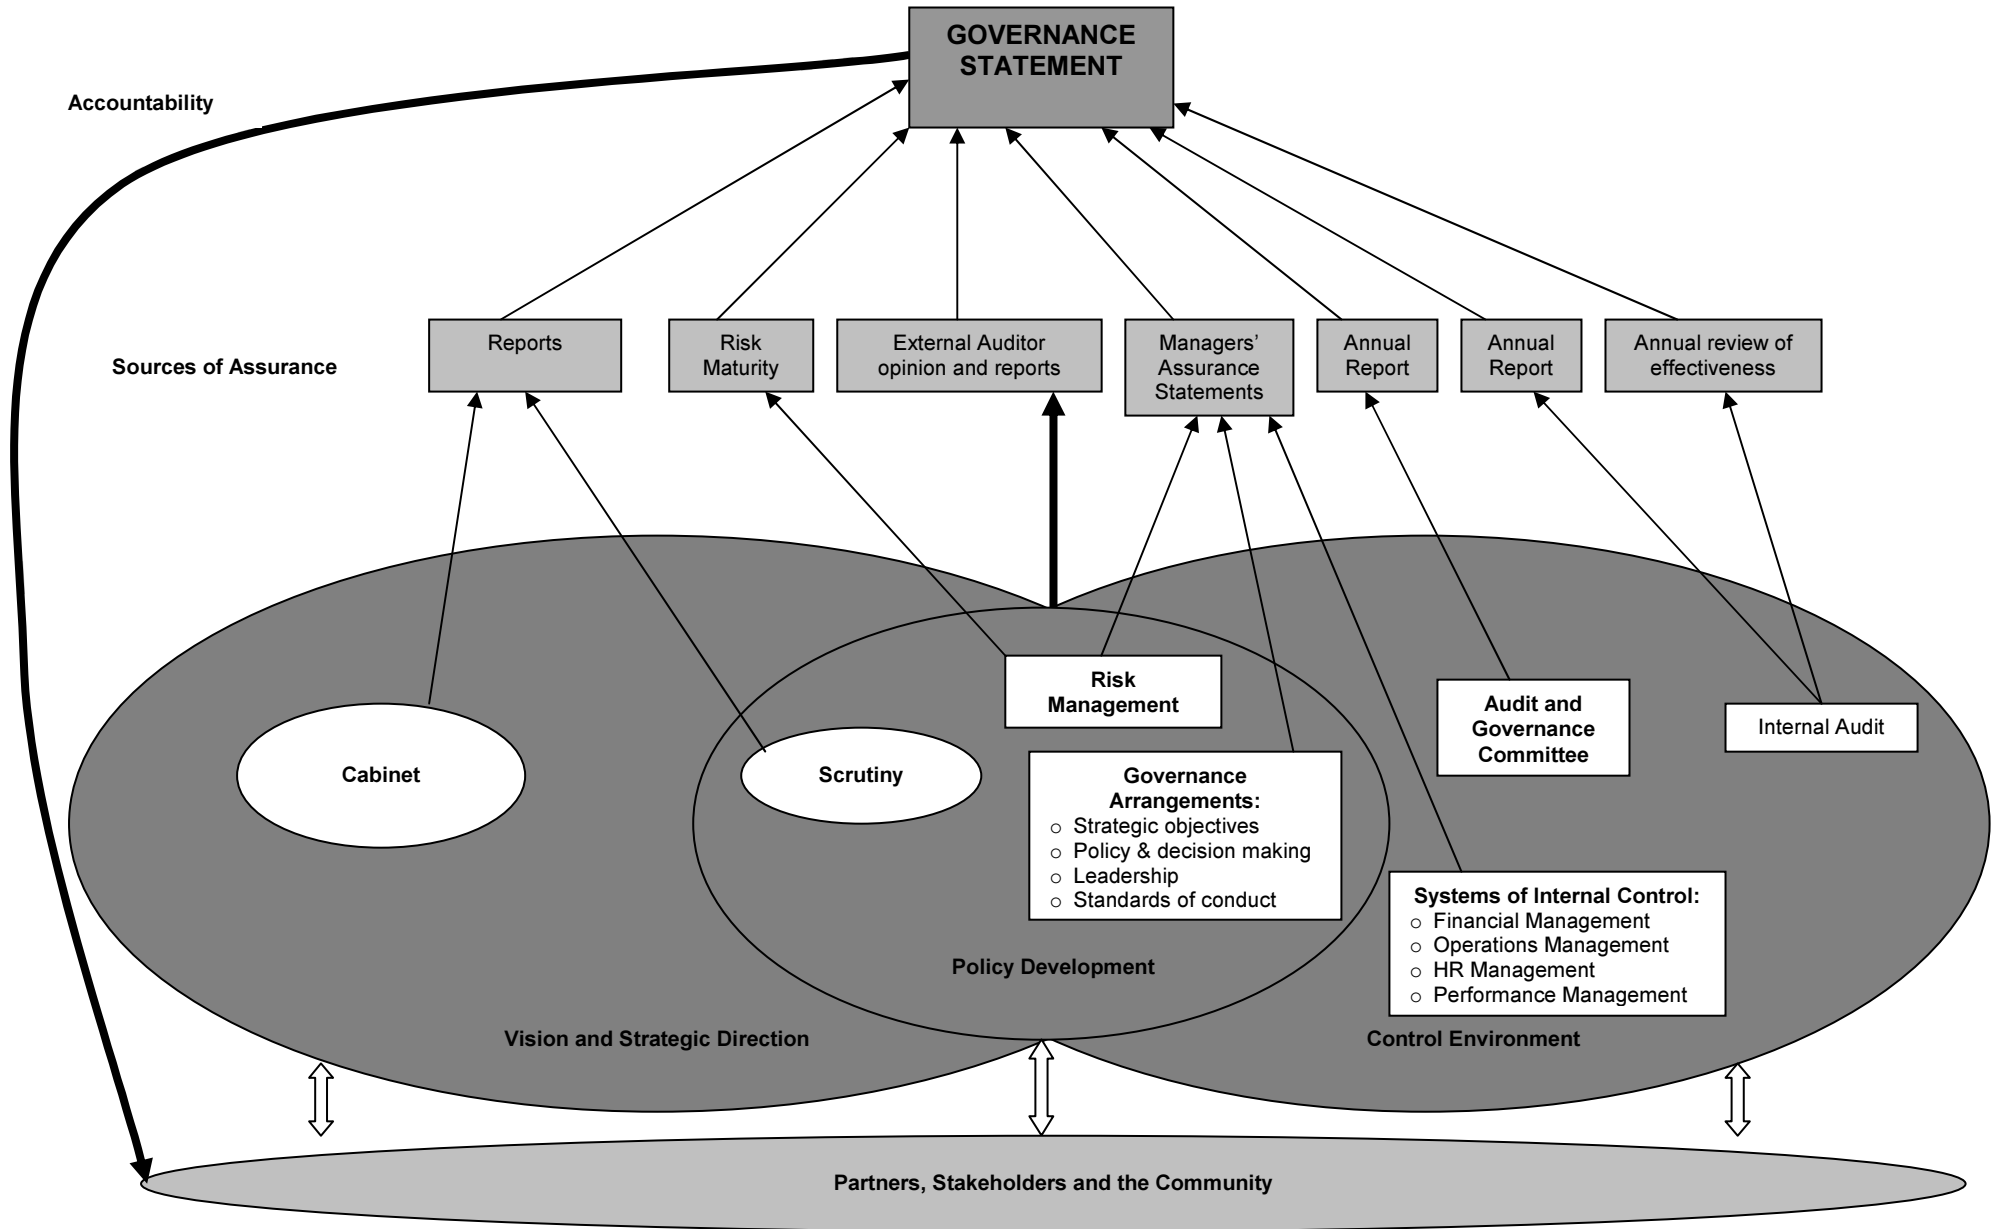 GOVERNANCE
STATEMENT
Accountability
Sources of Assurance
Reports
Risk
Maturity
External Auditor
opinion and reports
Managers’
Assurance
Statements
Annual
Report
Annual
Report
Annual review of
effectiveness
Cabinet
Scrutiny
Risk
Management
Governance
Arrangements:
○ Strategic objectives
○ Policy & decision making
○ Leadership
○ Standards of conduct
Audit and
Governance
Committee
Internal Audit
Systems of Internal Control:
○ Financial Management
○ Operations Management
○ HR Management
○ Performance Management
Policy Development
Vision and Strategic Direction
Control Environment
Partners, Stakeholders and the Community